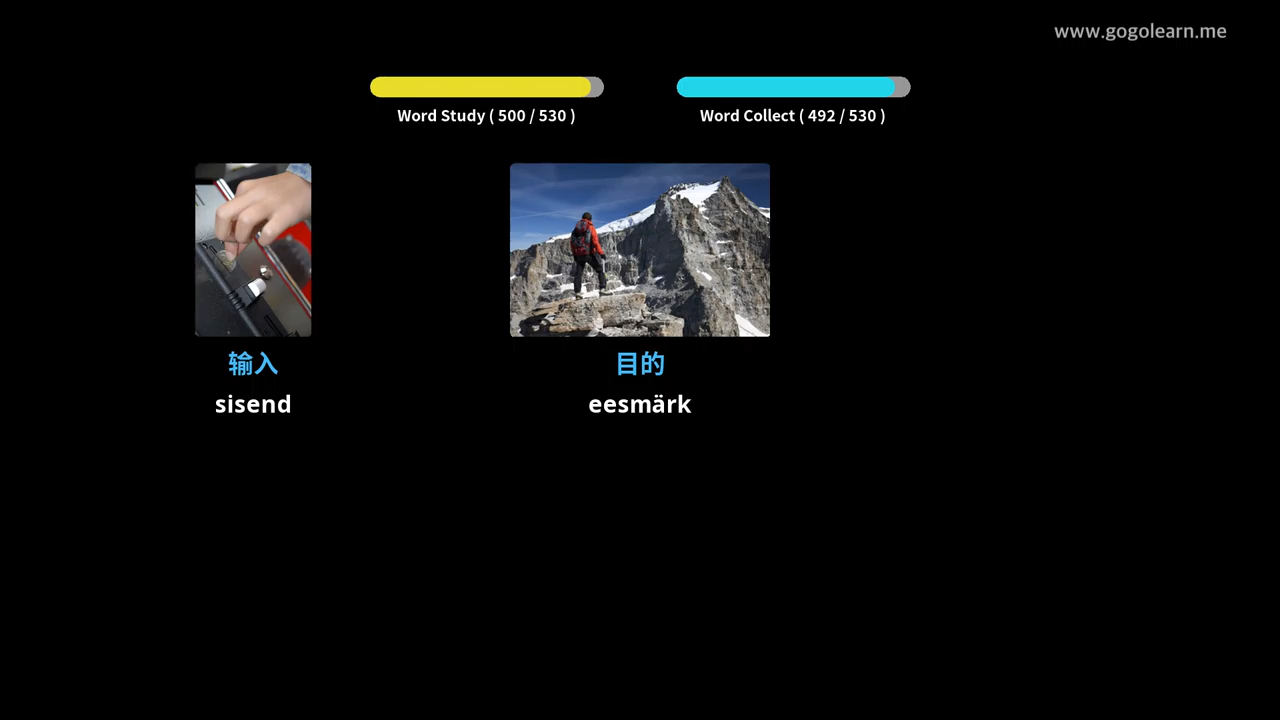 www.gogolearn.me
Word Study ( 500 / 530 )
Word Collect ( 492 / 530 )
输入
sisend
目的
eesmärk